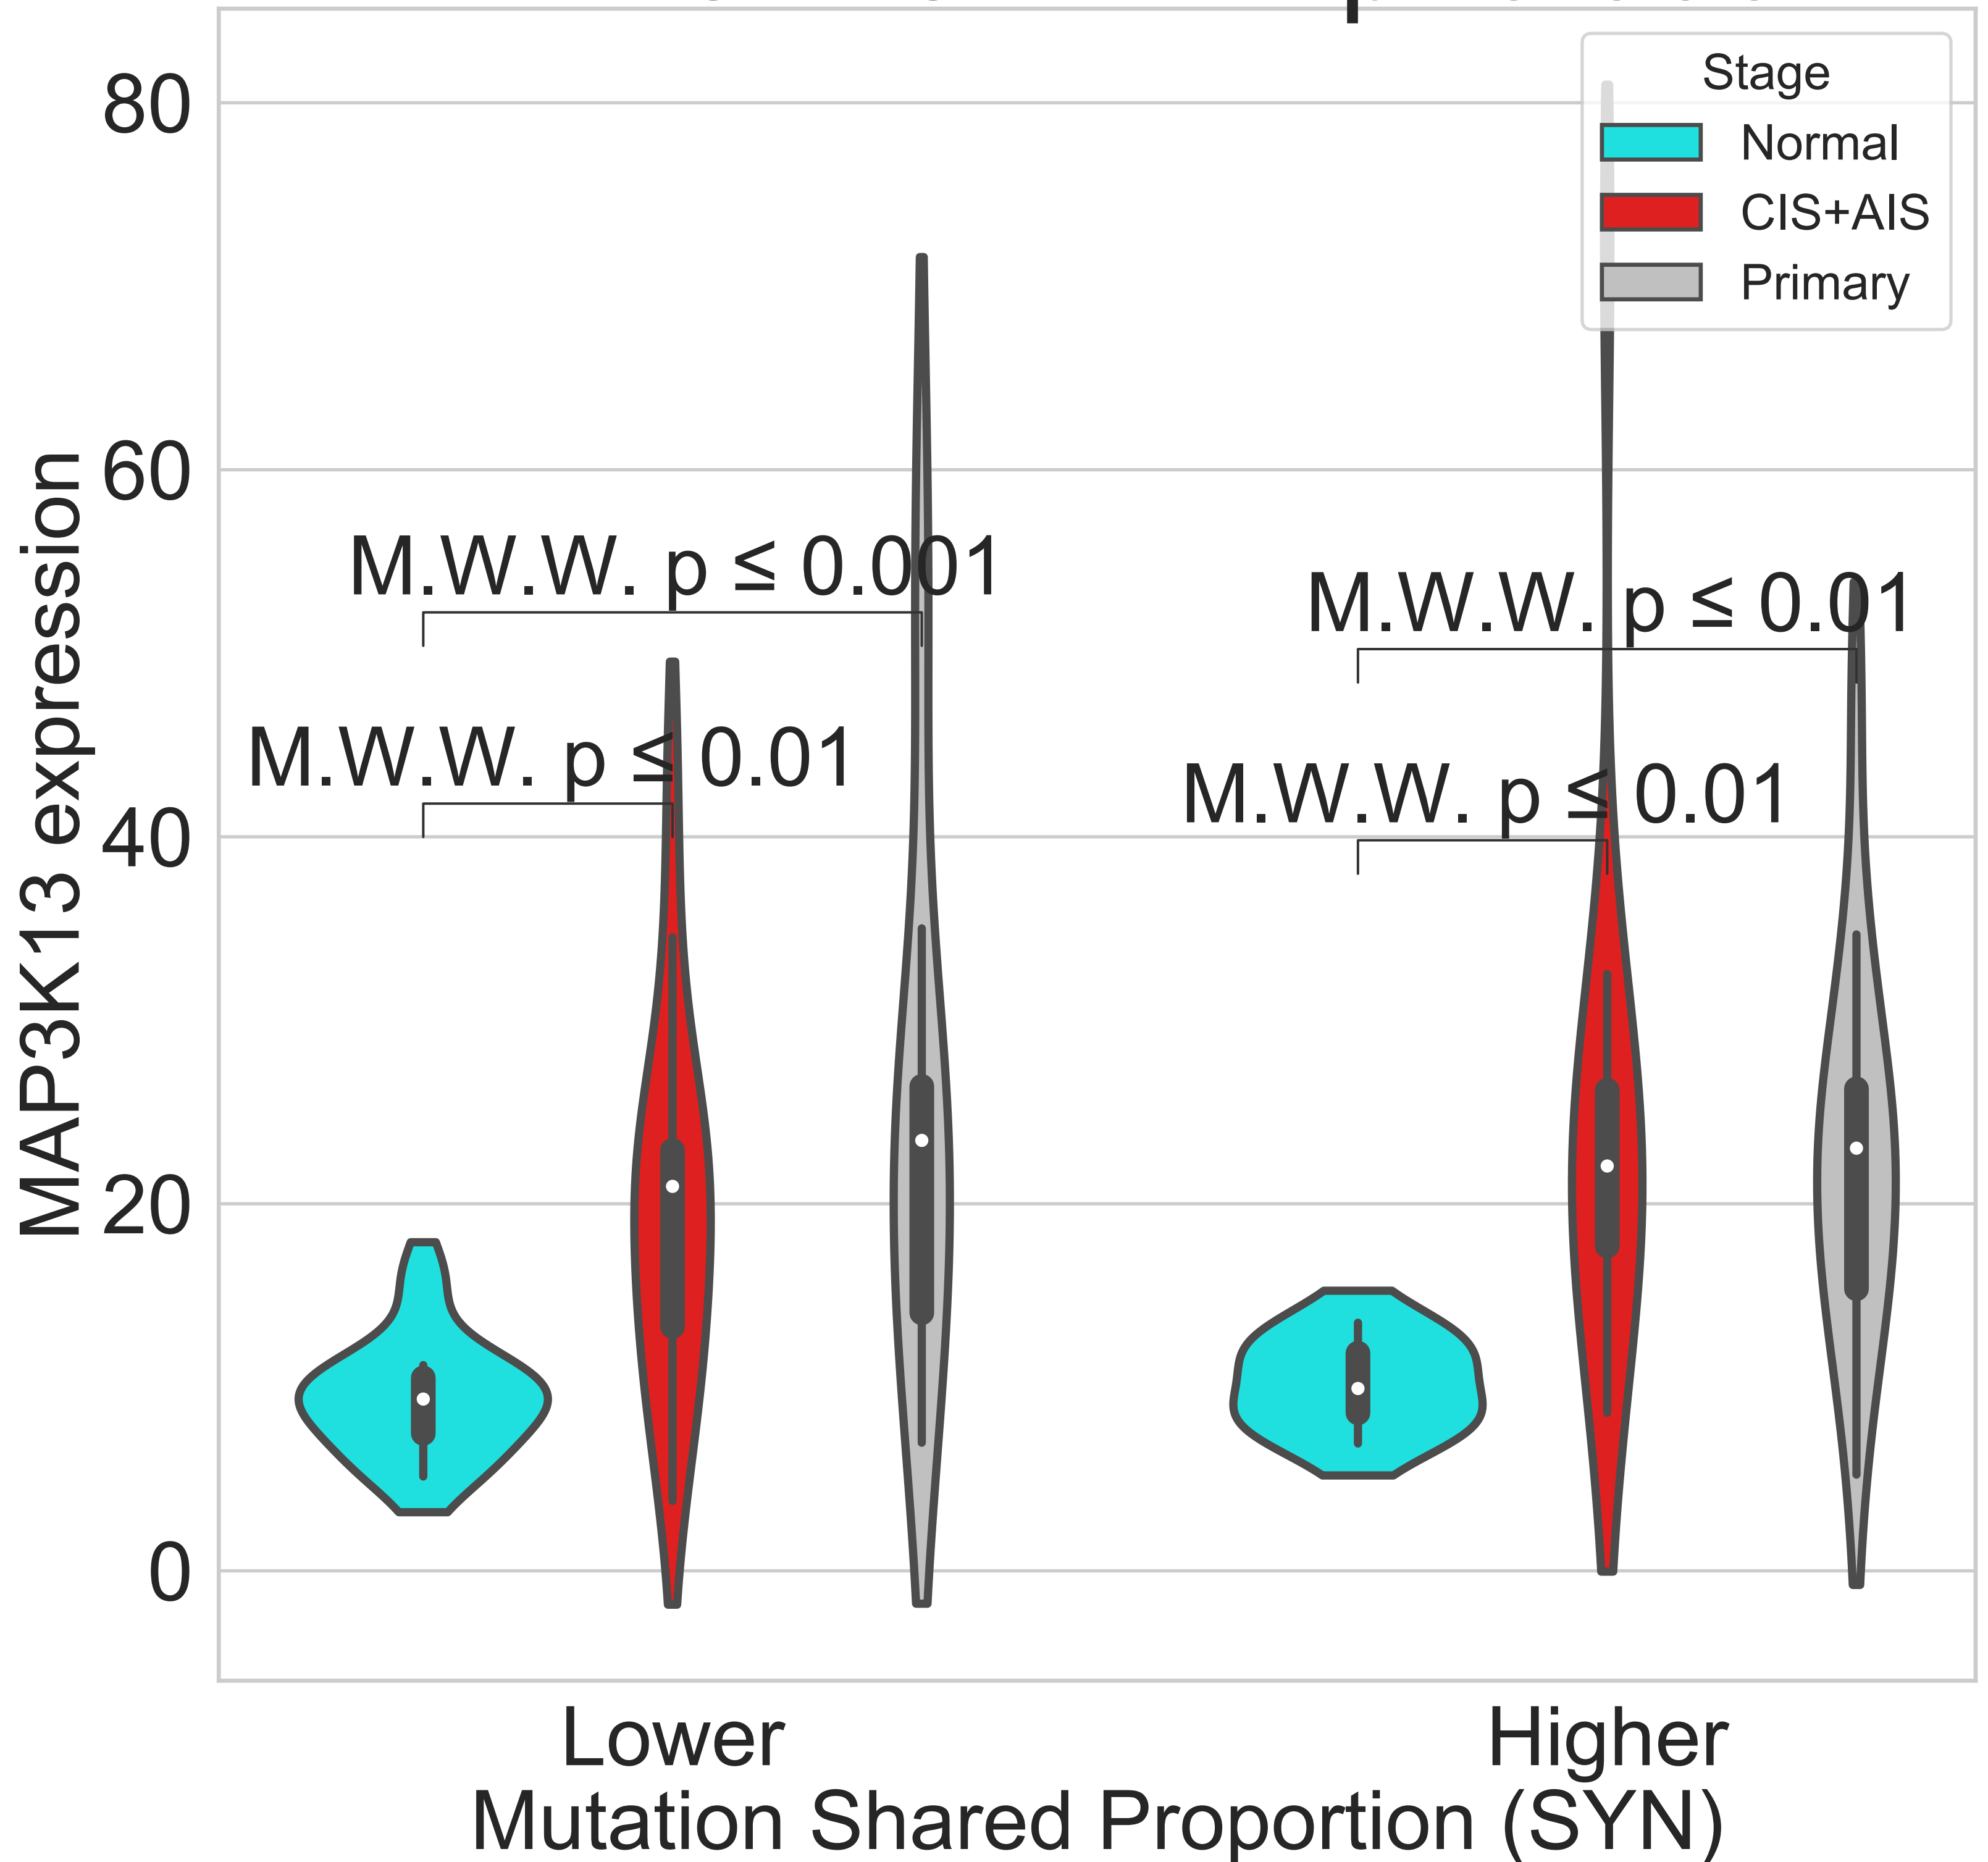 80
60
40
20
0
MAP3K13 expression
Stage
Normal
CIS+AIS
Primary
M.W.W. p ≤ 0.001
M.W.W. p ≤ 0.01
M.W.W. p ≤ 0.01
M.W.W. p ≤ 0.01
Lower
Higher
Mutation Shared Proportion (SYN)